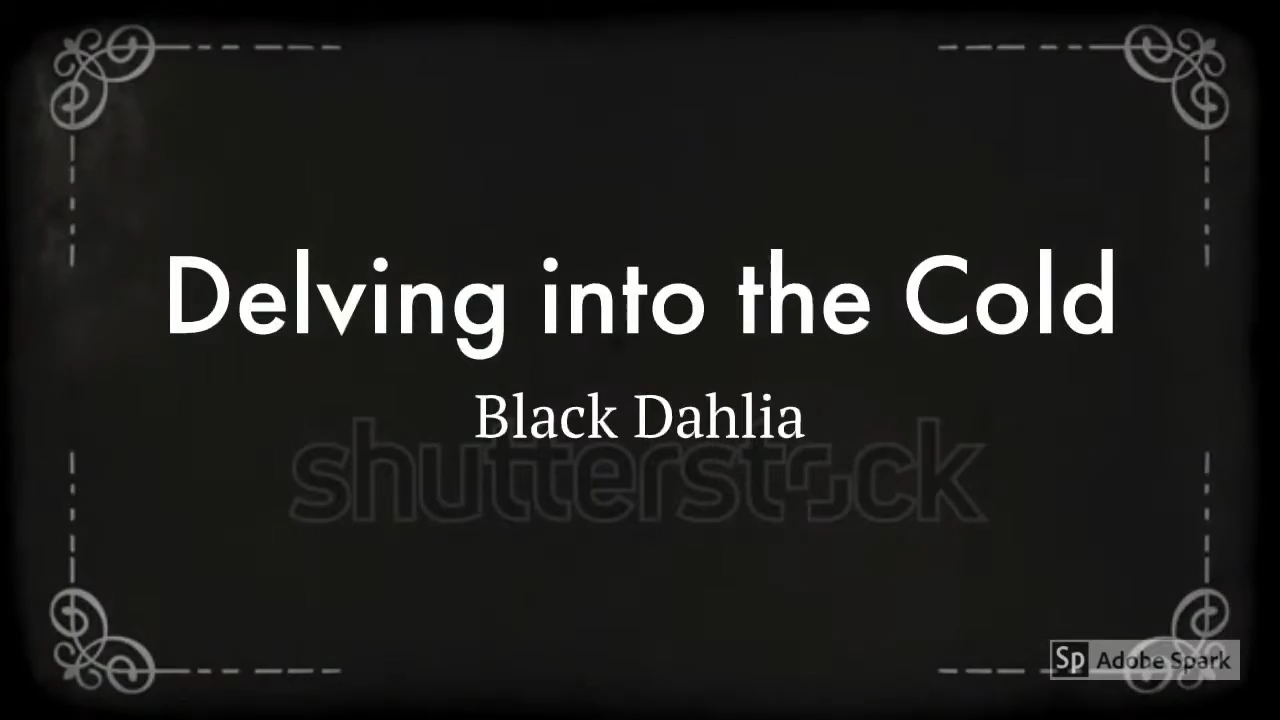 Delving into the Cold
Black Dahlia
shutterstock
Sp Adobe Spark